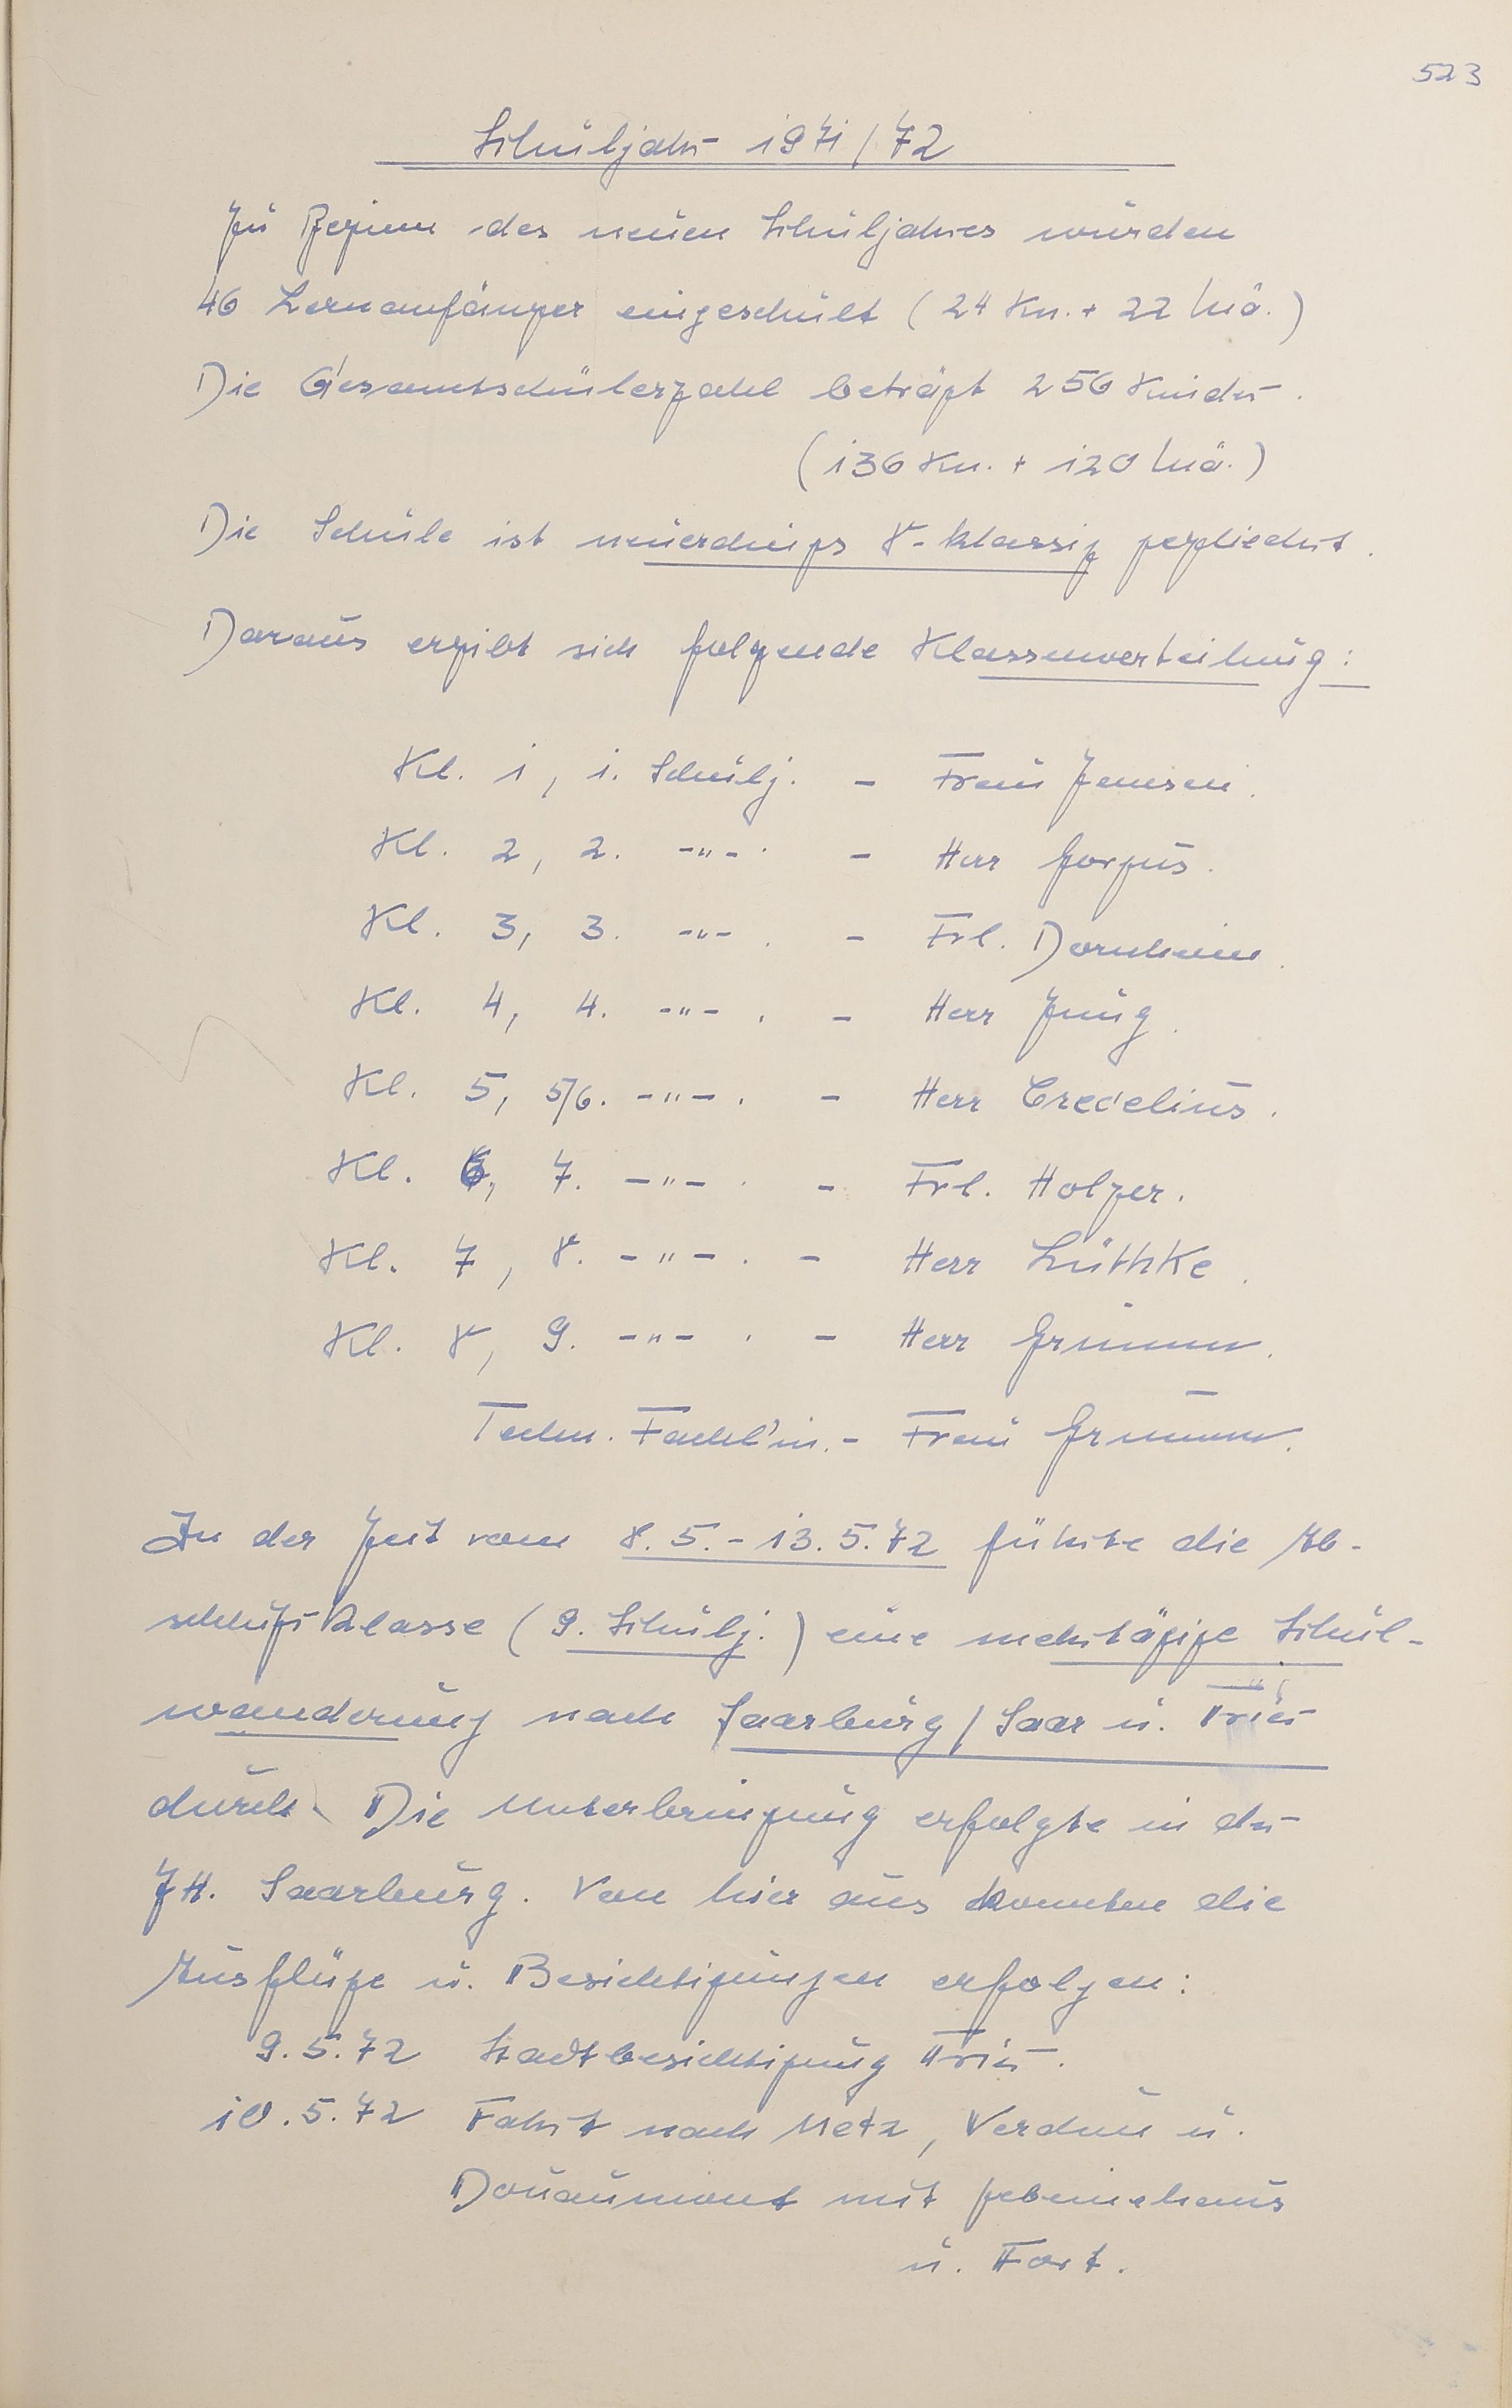 523
Schuljahr 1971/72
Zu Beginn des neuen Schuljahres wurden
46 Lernanfänger eingeschult (24 Kn. + 22 Mä.)
Die Gesamtschülerzahl beträgt 256 Kinder.
(136 Kn. + 120 Mä.)
Die Schule ist neuerdings 8-klassig gegliedert.
Daraus ergibt sich folgende Klassenverteilung:
Kl. 1, 1. Schulj. - Frau Jensen.
Kl. 2, 2. -"- . - Herr Gorgus.
Kl. 3, 3. -"- . - Frl. Dornheim.
Kl. 4, 4. -"- . - Herr Jung.
Kl. 5, 5/6. -"- . - Herr Credelius.
Kl. 6, 7. -"- . - Frl. Holzer.
Kl. 7, 8. -"- . - Herr Lüthke.
Kl. 8, 9. -"- . - Herr Grimm.
Techn. Fachl'in. - Frau Grimm.
In der Zeit vom 8.5. - 13.5.72 führte die Ab-
schlußklasse (9. Schulj.) eine mehrtägige Schul-
wanderung nach Saarburg / Saar u. Trier
durch. Die Unterbringung erfolgte in der
JH. Saarburg. Von hier aus konnten die
Ausflüge u. Besichtigungen erfolgen:
9.5.72 Stadtbesichtigung Trier.
10.5.72 Fahrt nach Metz, Verdun u.
Douaumont mit Gebeinehaus
u. Fort.